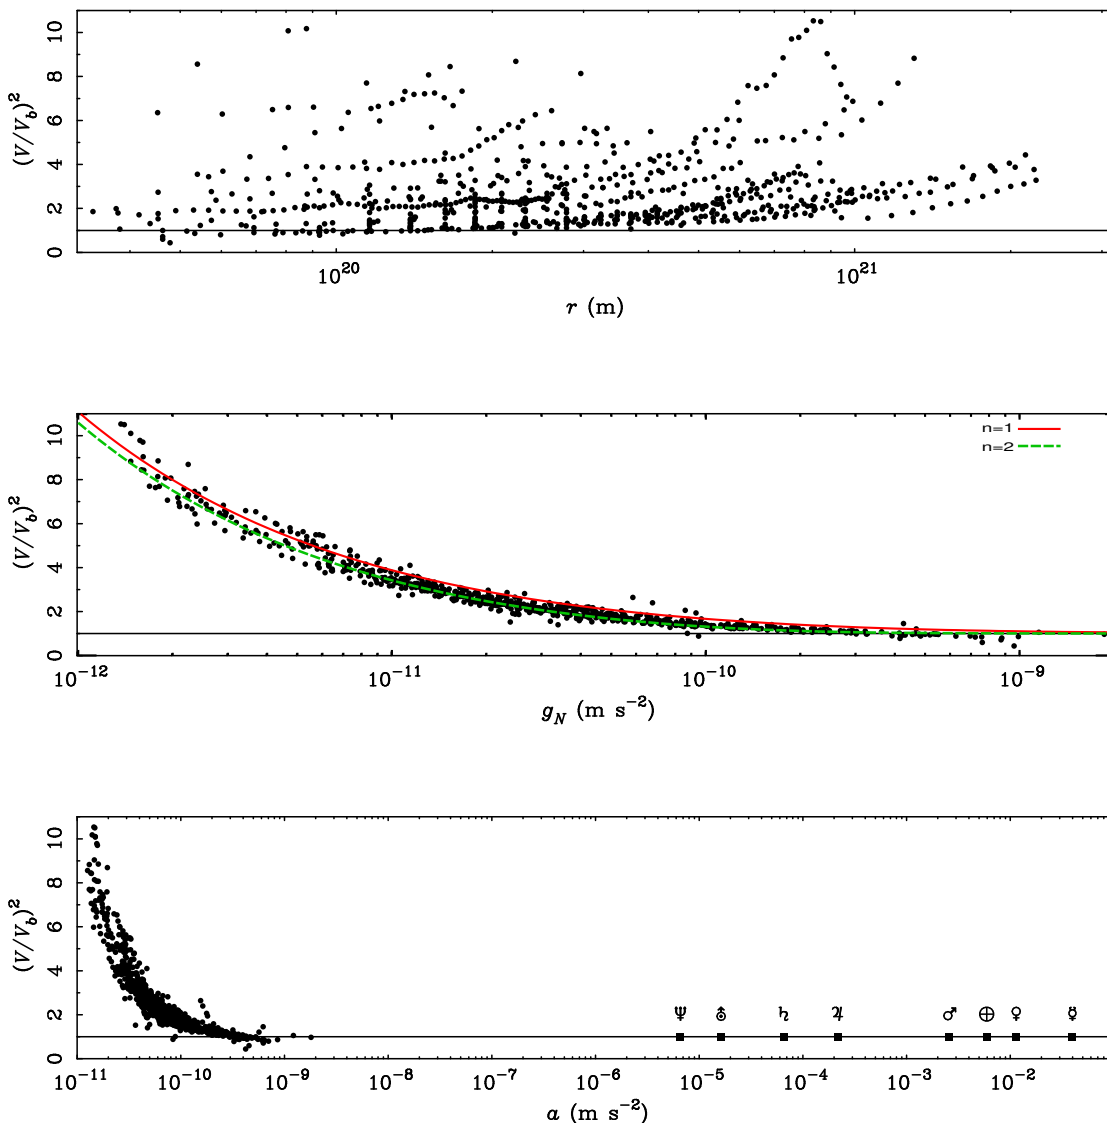 10
8
6
4
2
0
(V/V_b)^2
10^20
10^21
r (m)
10
8
6
4
2
0
(V/V_b)^2
n=1
n=2
10^−12
10^−11
10^−10
10^−9
g_N (m s^−2)
10
8
6
4
2
0
(V/V_b)^2
♆ ⛢ ♄ ♃ ♂ ⊕ ♀ ☿
10^−11 10^−10 10^−9 10^−8 10^−7 10^−6 10^−5 10^−4 10^−3 10^−2
a (m s^−2)